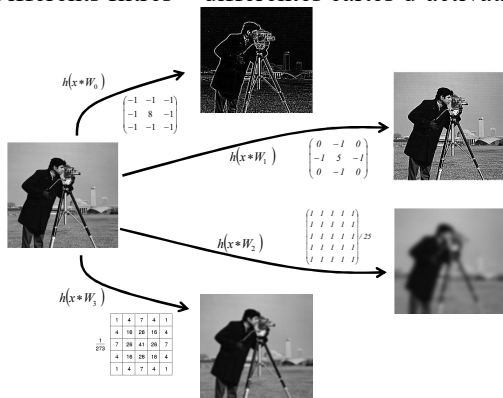 h(x*W₀)
-1 -1 -1
-1 8 -1
-1 -1 -1
h(x*W₁)
0 -1 0
-1 5 -1
0 -1 0
h(x*W₂)
1 1 1 1 1
1 1 1 1 1
1 1 1 1 1 / 25
1 1 1 1 1
1 1 1 1 1
h(x*W₃)
1/273
1 4 7 4 1
4 16 26 16 4
7 26 41 26 7
4 16 26 16 4
1 4 7 4 1